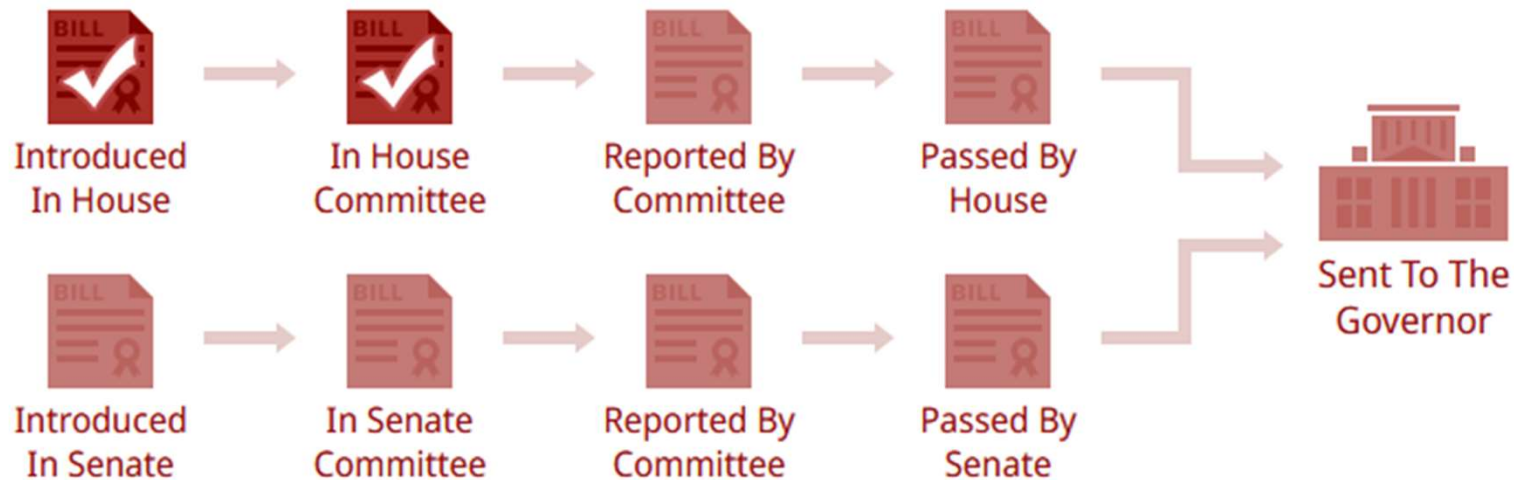 BILL
BILL
BILL
BILL
Introduced
In House
In House
Committee
Reported By
Committee
Passed By
House
Sent To The
Governor
BILL
BILL
BILL
BILL
Introduced
In Senate
In Senate
Committee
Reported By
Committee
Passed By
Senate